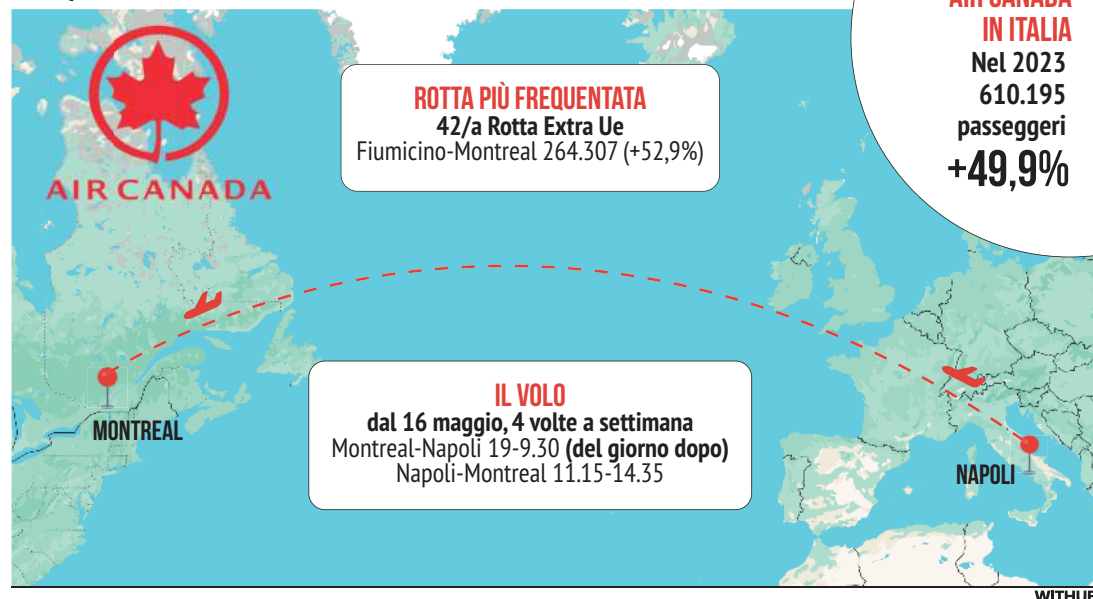 AIR CANADA
IN ITALIA
Nel 2023
610.195
passeggeri
+49,9%
AIR CANADA
ROTTA PIÙ FREQUENTATA
42/a Rotta Extra Ue
Fiumicino-Montreal 264.307 (+52,9%)
IL VOLO
dal 16 maggio, 4 volte a settimana
Montreal-Napoli 19-9.30 (del giorno dopo)
Napoli-Montreal 11.15-14.35
MONTREAL
NAPOLI